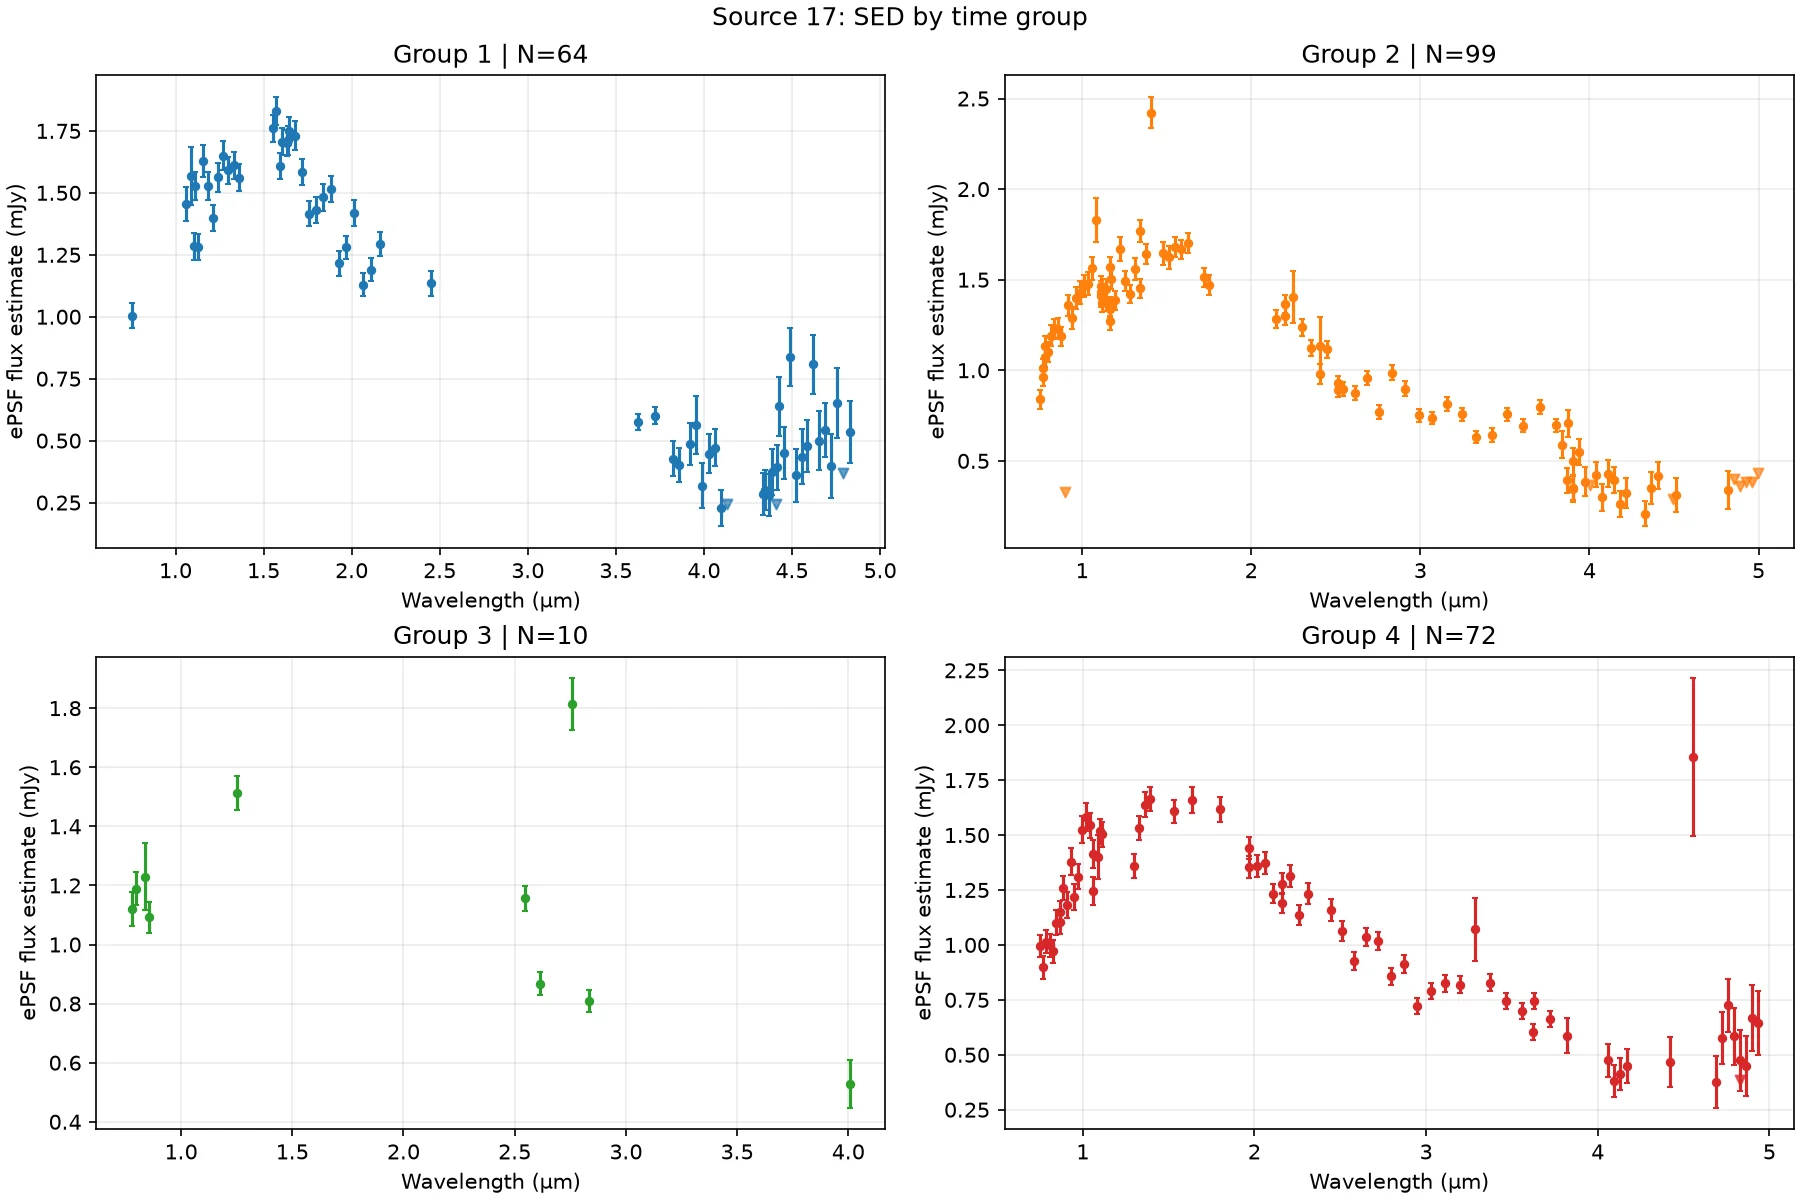 Source 17: SED by time group
Group 1 | N=64
ePSF flux estimate (mJy)
1.75
1.50
1.25
1.00
0.75
0.50
0.25
1.0 1.5 2.0 2.5 3.0 3.5 4.0 4.5 5.0
Wavelength (μm)
Group 2 | N=99
ePSF flux estimate (mJy)
2.5
2.0
1.5
1.0
0.5
1 2 3 4 5
Wavelength (μm)
Group 3 | N=10
ePSF flux estimate (mJy)
1.8
1.6
1.4
1.2
1.0
0.8
0.6
0.4
1.0 1.5 2.0 2.5 3.0 3.5 4.0
Wavelength (μm)
Group 4 | N=72
ePSF flux estimate (mJy)
2.25
2.00
1.75
1.50
1.25
1.00
0.75
0.50
0.25
1 2 3 4 5
Wavelength (μm)